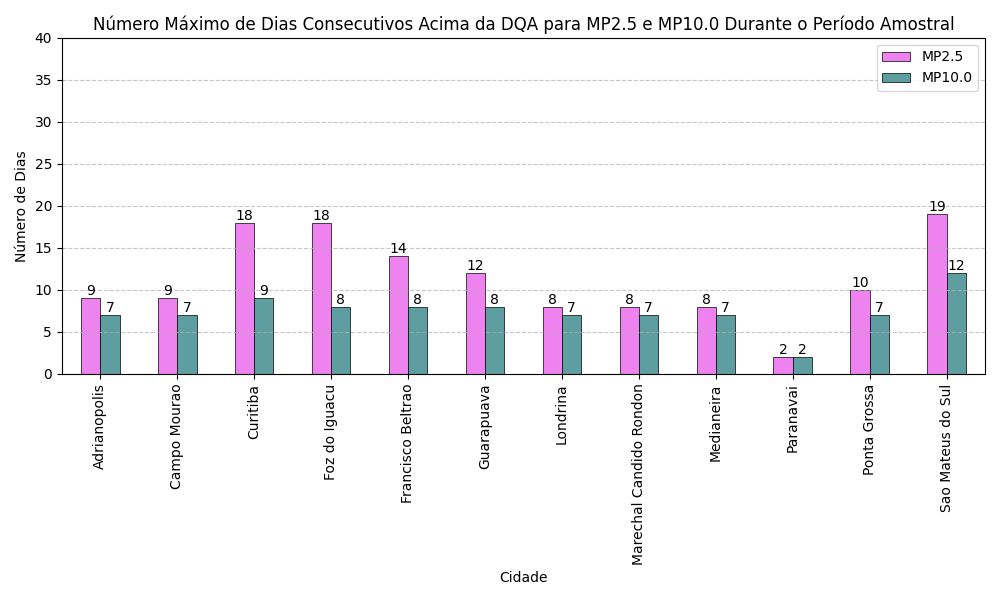 Número Máximo de Dias Consecutivos Acima da DQA para MP2.5 e MP10.0 Durante o Período Amostral
MP2.5
MP10.0
Número de Dias
40
35
30
25
20
15
10
5
0
9 7
9 7
18 9
18 8
14 8
12 8
8 7
8 7
8 7
2 2
10 7
19 12
Adrianopolis
Campo Mourao
Curitiba
Foz do Iguacu
Francisco Beltrao
Guarapuava
Londrina
Marechal Candido Rondon
Medianeira
Paranavai
Ponta Grossa
Sao Mateus do Sul
Cidade